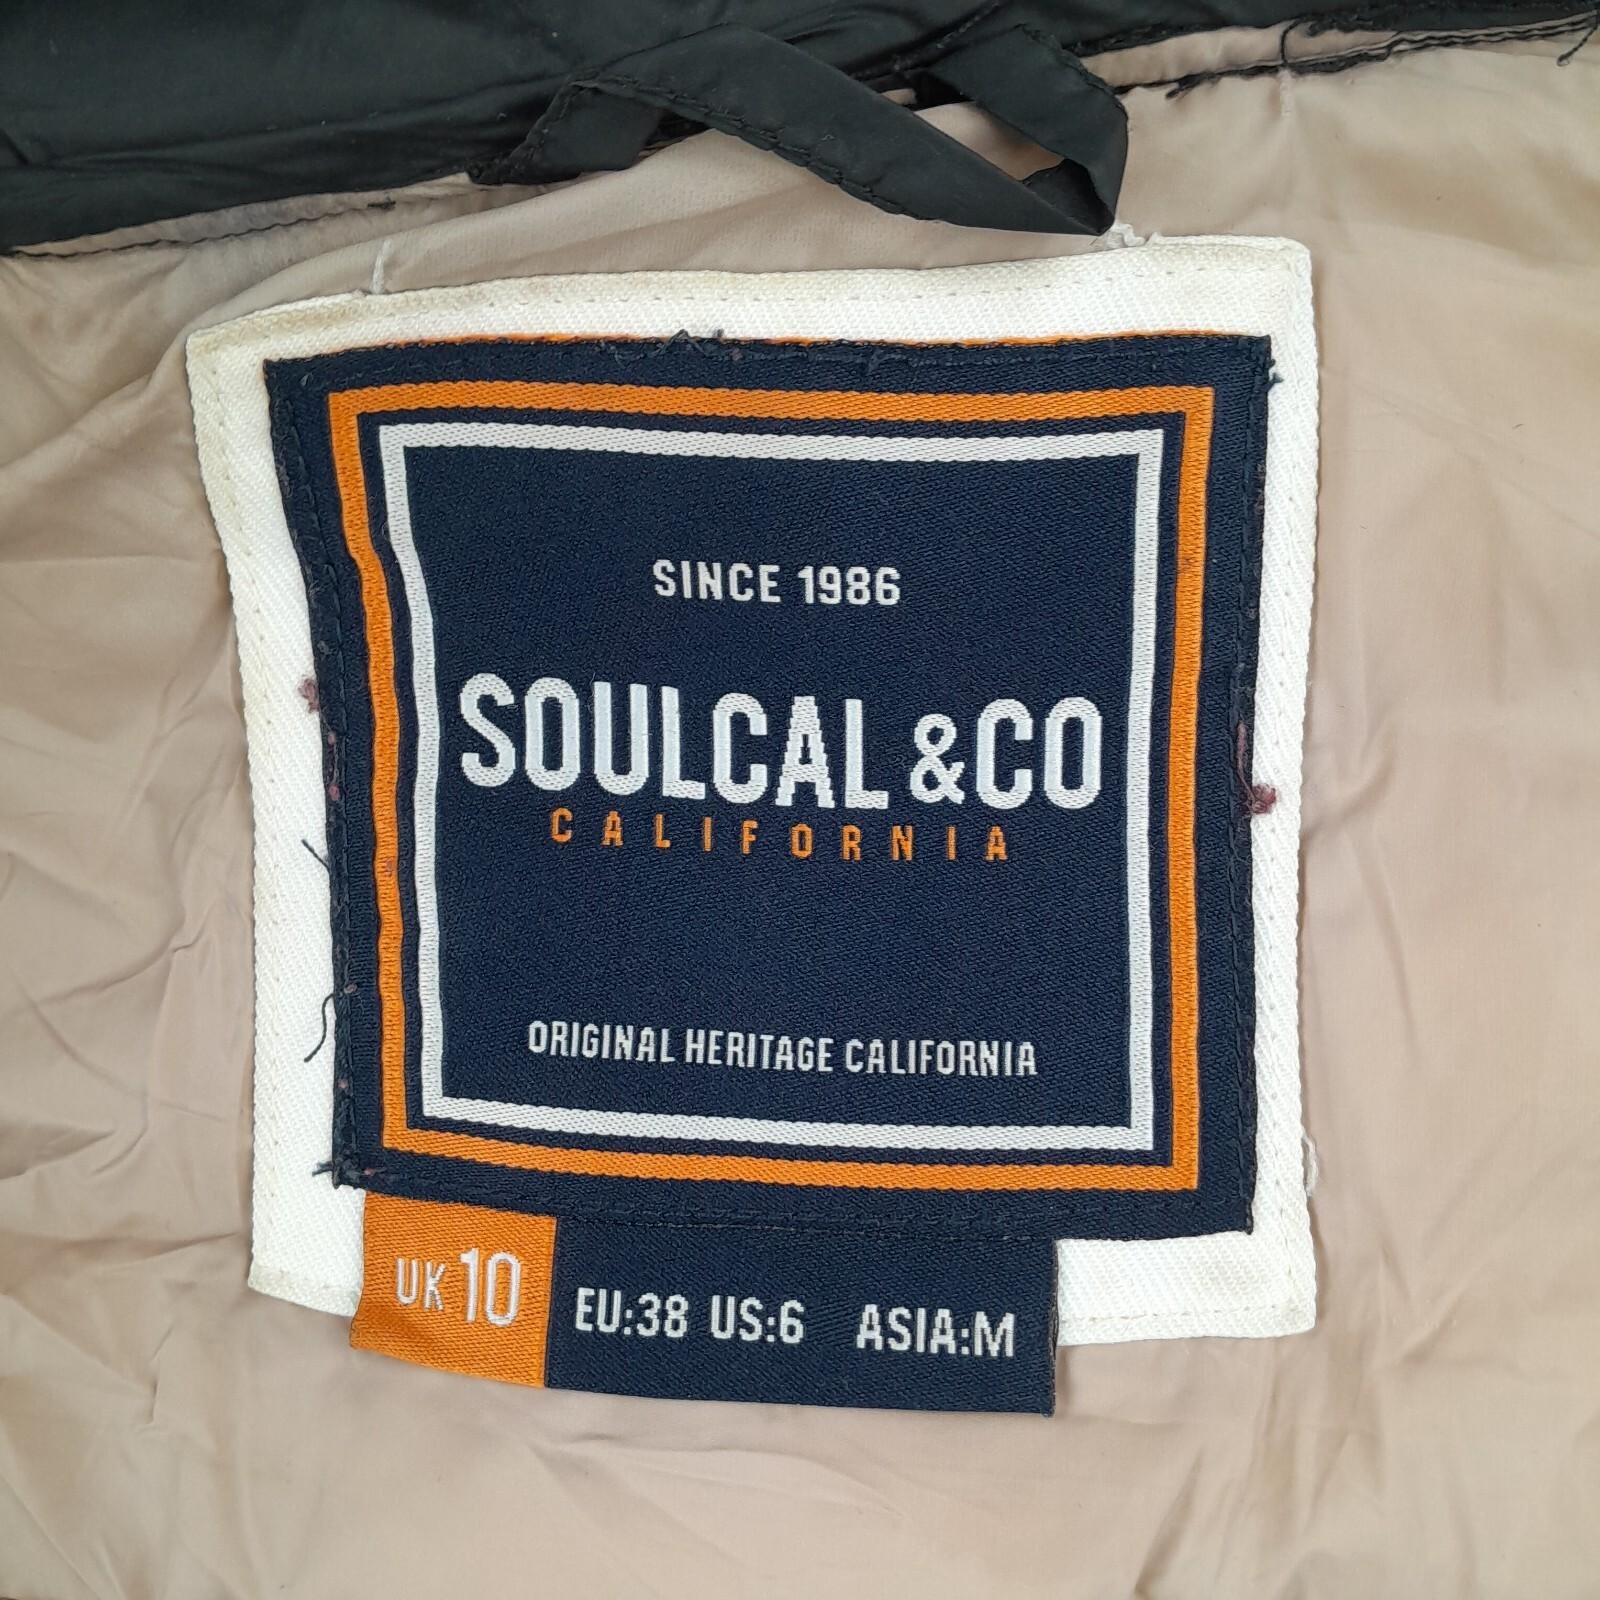 SINCE 1986
SOULCAL &CO
CALIFORNIA
ORIGINAL HERITAGE CALIFORNIA
UK 10 EU:38 US:6 ASIA:M